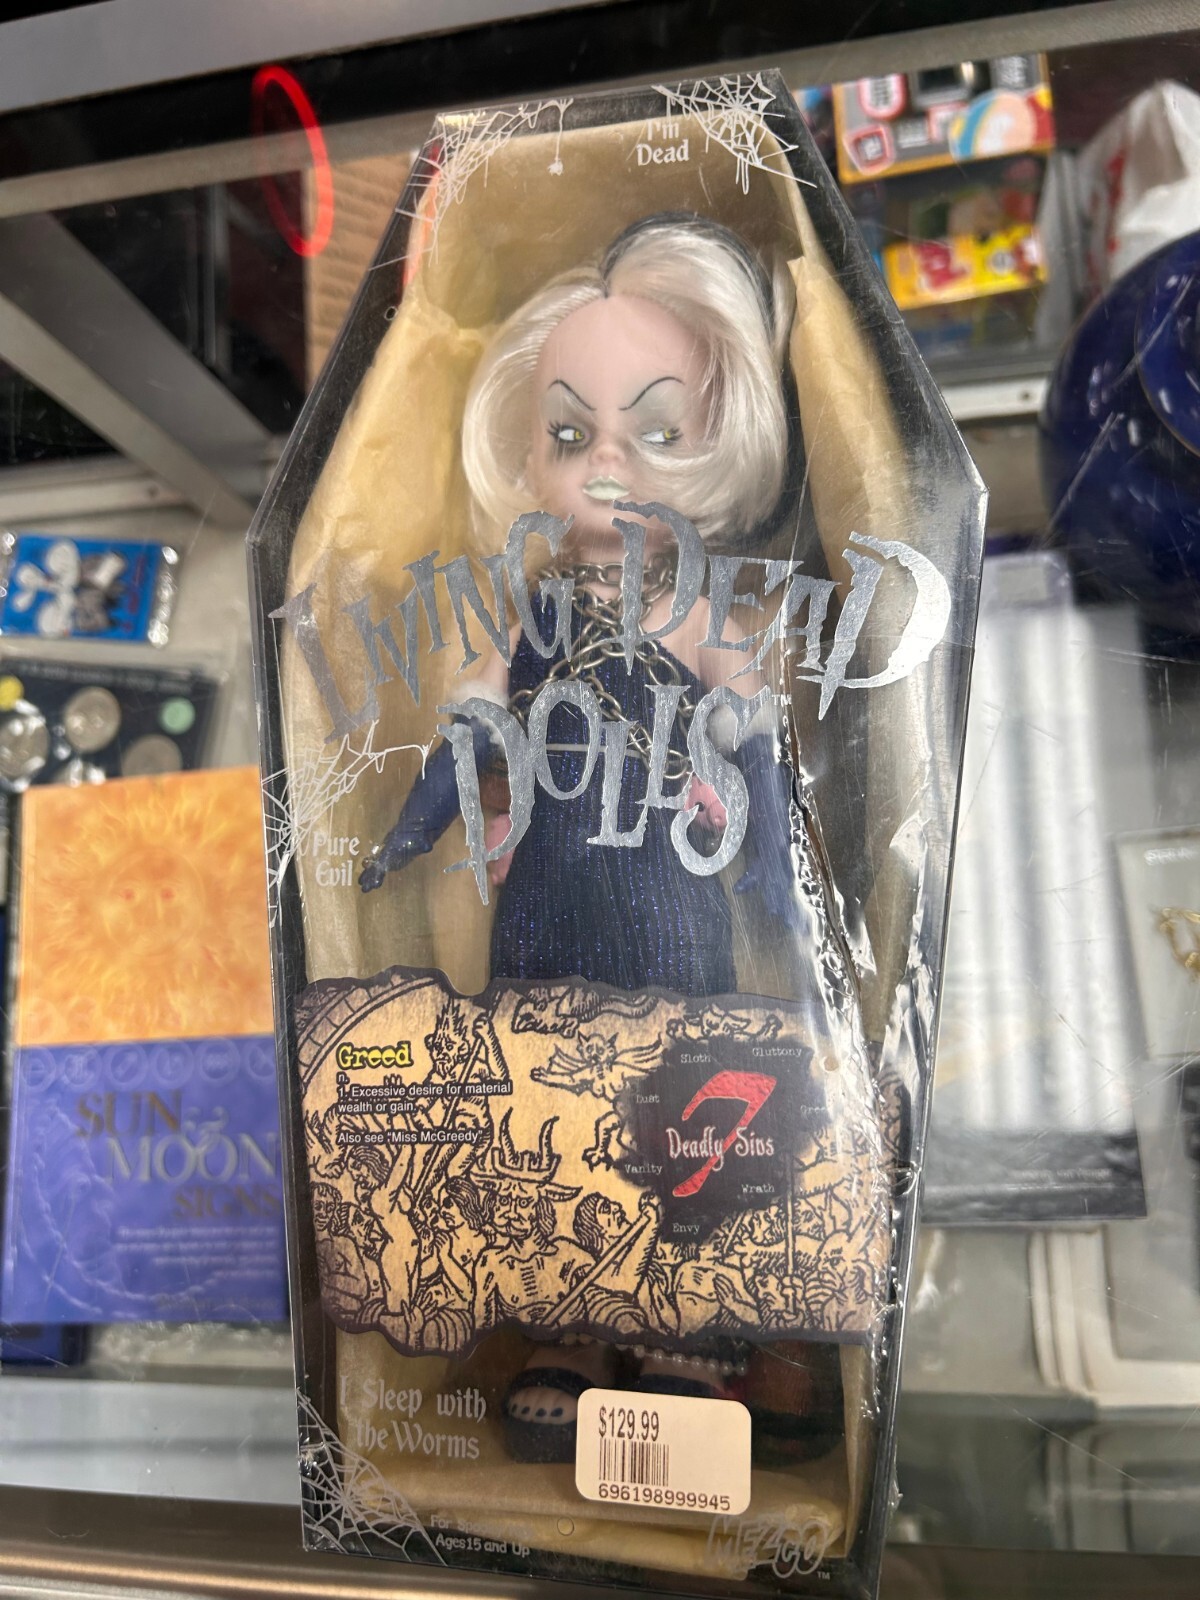 I'm
Dead
LIVING DEAD
DOLLS
Pure
Evil
Greed
n.
1. Excessive desire for material
wealth or gain.
Also see "Miss McGreedy"
Sloth
Gluttony
Lust
Greed
7
Deadly Sins
Vanity
Wrath
Envy
I Sleep with
the Worms
$129.99
696198999945
Ages 15 and Up
MEZCO
TM
SUN &
MOON
SIGNS